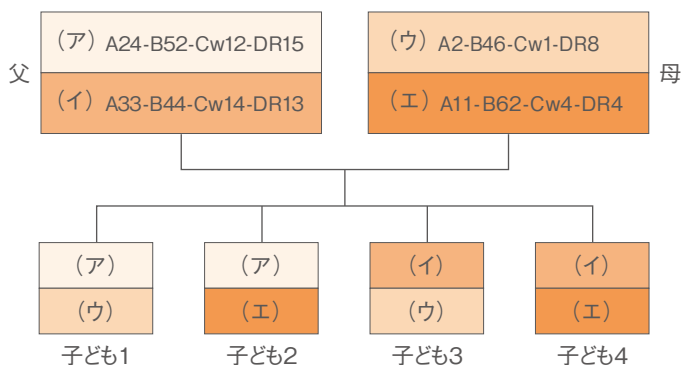 父
(ア) A24-B52-Cw12-DR15
(イ) A33-B44-Cw14-DR13
(ウ) A2-B46-Cw1-DR8
(エ) A11-B62-Cw4-DR4
母
(ア)
(ウ)
子ども1
(ア)
(エ)
子ども2
(イ)
(ウ)
子ども3
(イ)
(エ)
子ども4